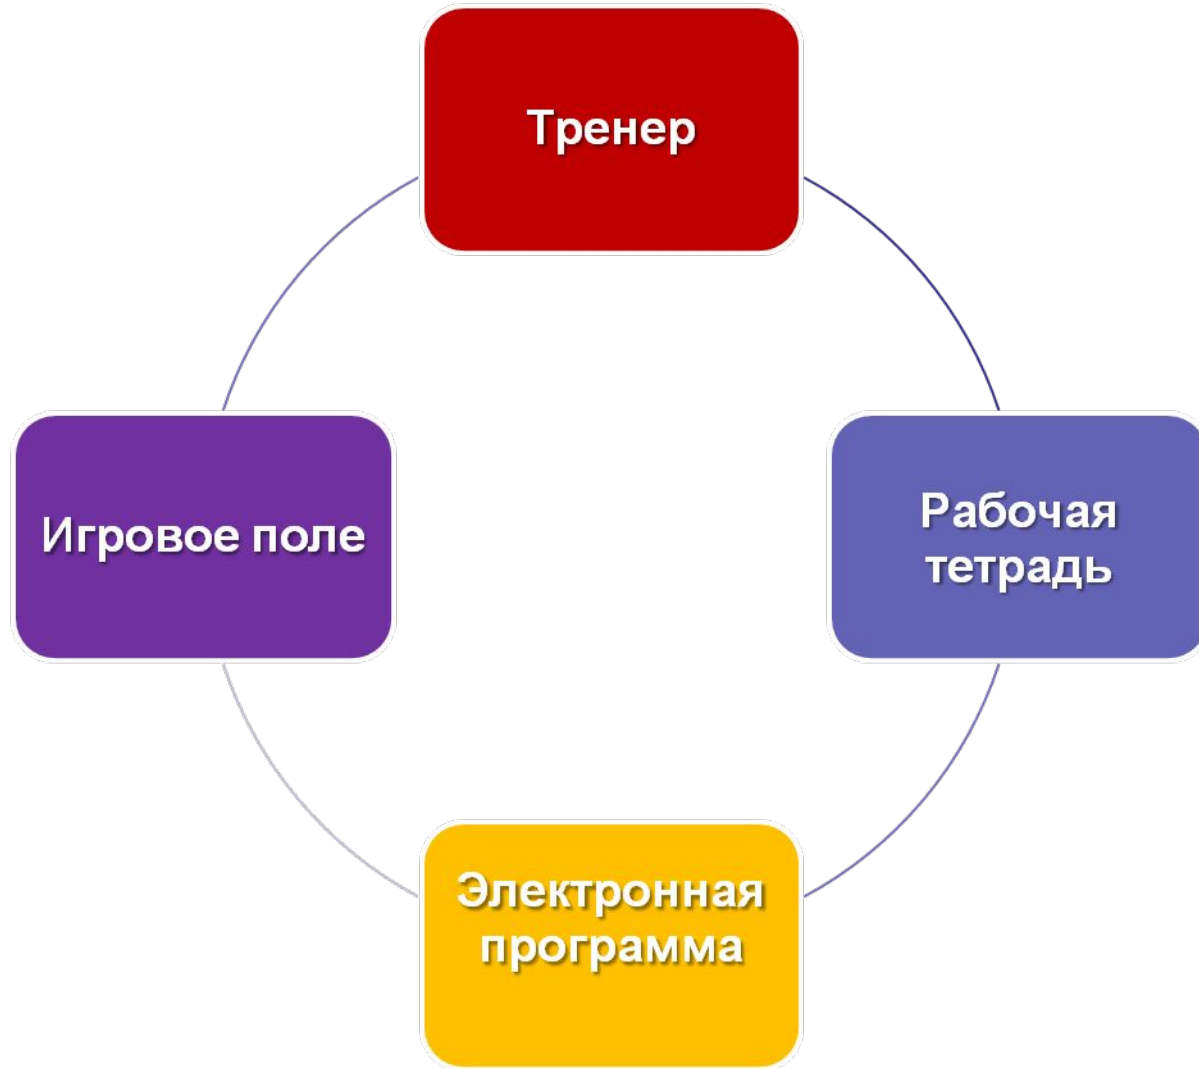 Тренер
Игровое поле
Рабочая
тетрадь
Электронная
программа